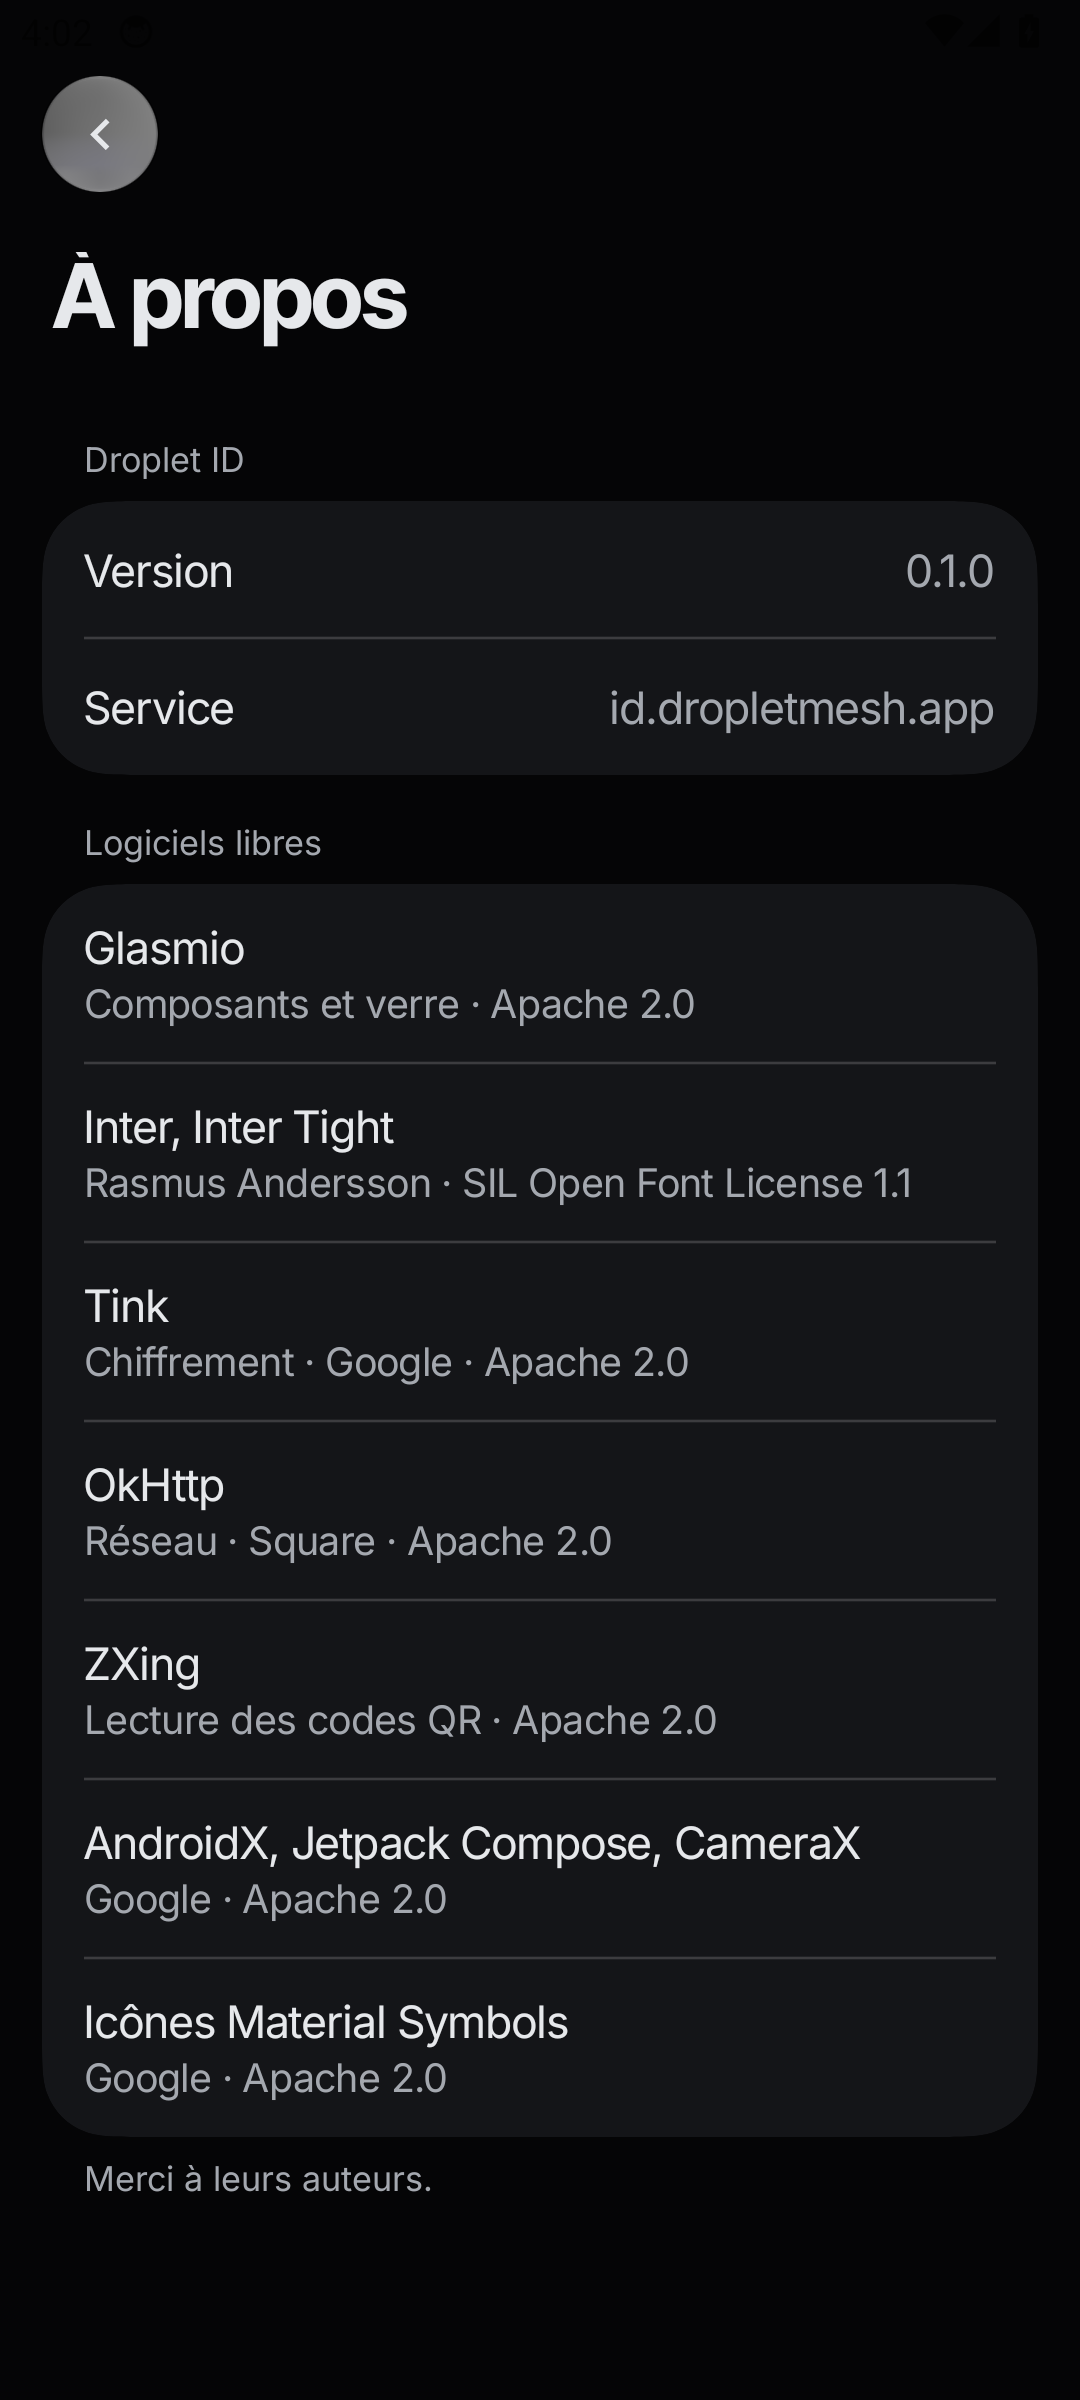 4:02
À propos
Droplet ID
Version 0.1.0
Service id.dropletmesh.app
Logiciels libres
Glasmio
Composants et verre · Apache 2.0
Inter, Inter Tight
Rasmus Andersson · SIL Open Font License 1.1
Tink
Chiffrement · Google · Apache 2.0
OkHttp
Réseau · Square · Apache 2.0
ZXing
Lecture des codes QR · Apache 2.0
AndroidX, Jetpack Compose, CameraX
Google · Apache 2.0
Icônes Material Symbols
Google · Apache 2.0
Merci à leurs auteurs.